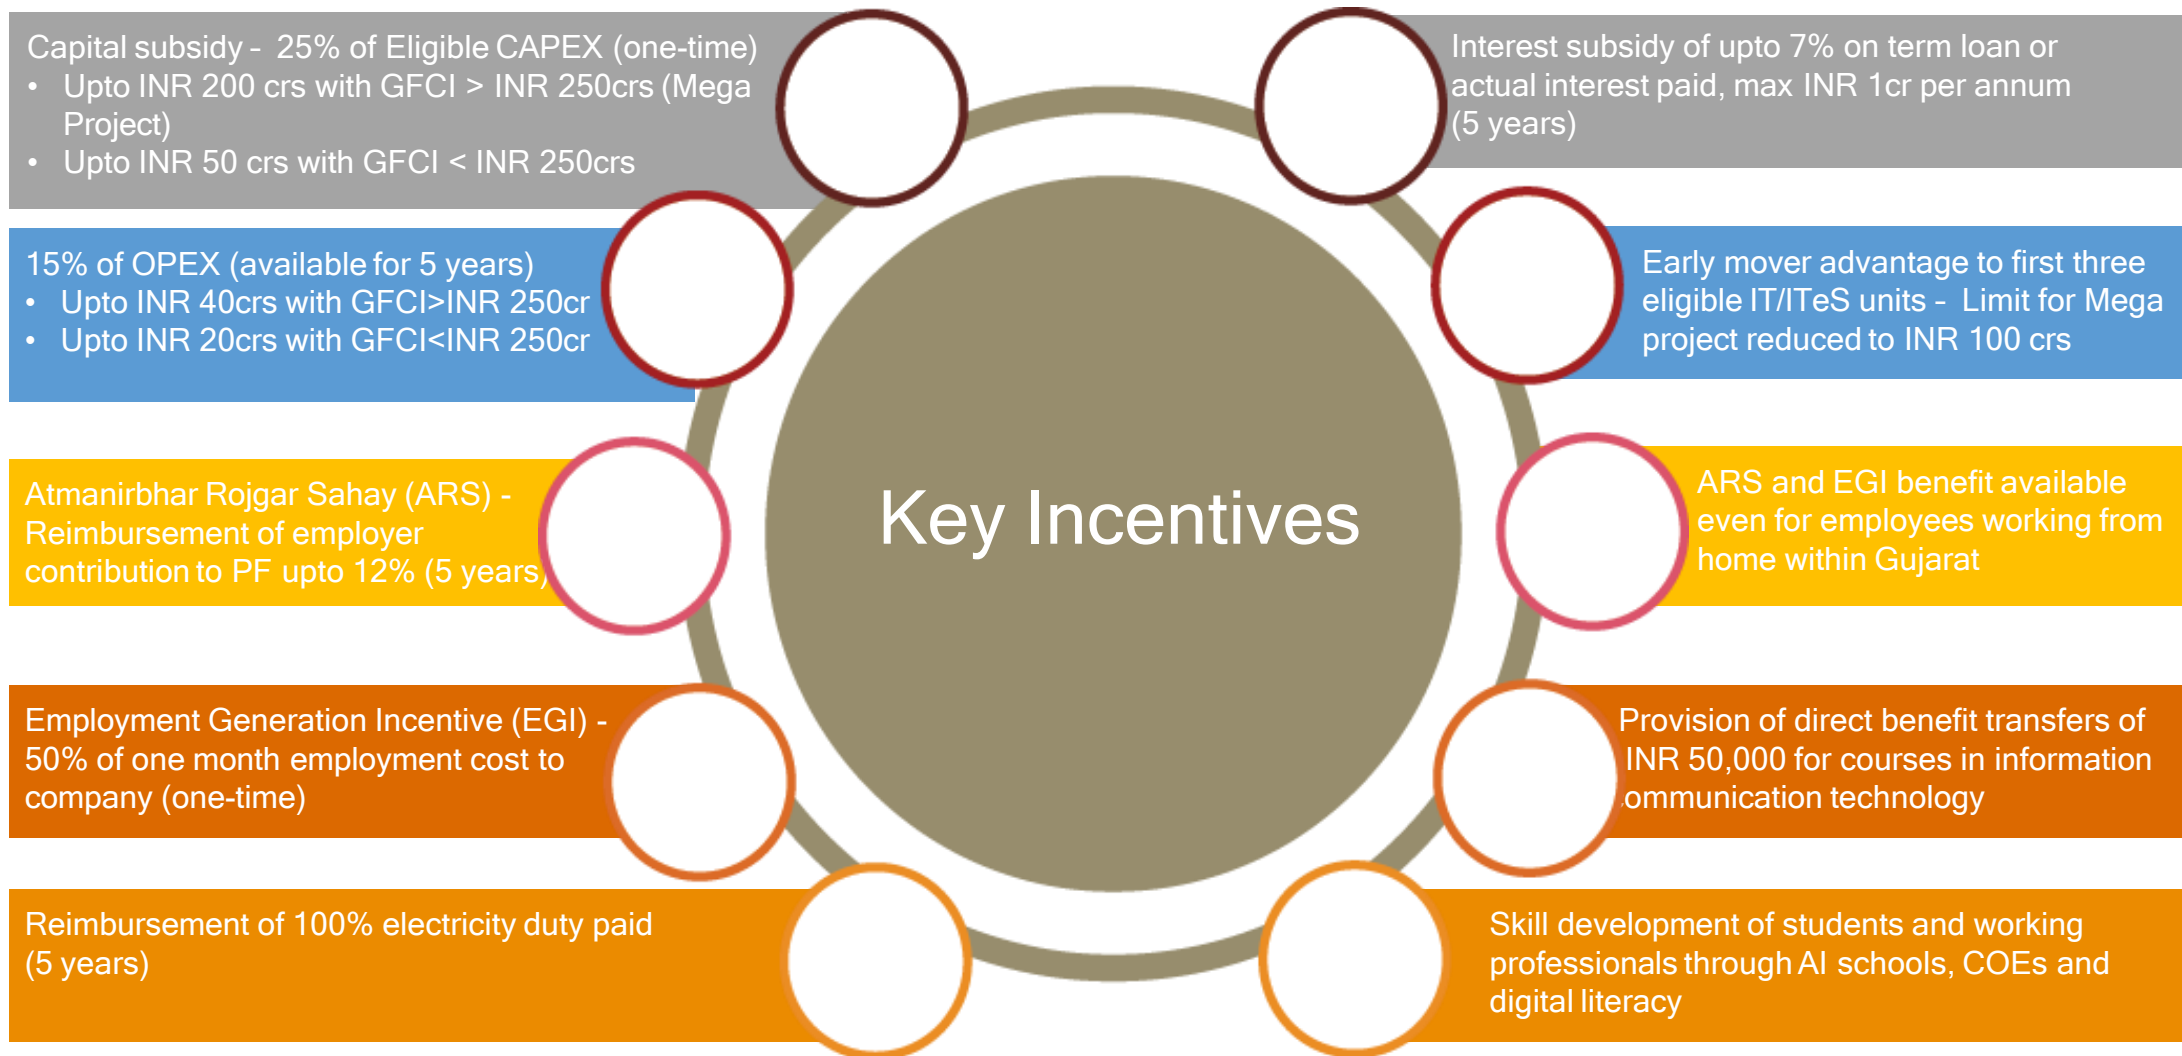 Capital subsidy - 25% of Eligible CAPEX (one-time)
• Upto INR 200 crs with GFCI > INR 250crs (Mega
Project)
• Upto INR 50 crs with GFCI < INR 250crs
15% of OPEX (available for 5 years)
• Upto INR 40crs with GFCI>INR 250cr
• Upto INR 20crs with GFCI<INR 250cr
Atmanirbhar Rojgar Sahay (ARS) -
Reimbursement of employer
contribution to PF upto 12% (5 years)
Employment Generation Incentive (EGI) -
50% of one month employment cost to
company (one-time)
Reimbursement of 100% electricity duty paid
(5 years)
Key Incentives
Interest subsidy of upto 7% on term loan or
actual interest paid, max INR 1cr per annum
(5 years)
Early mover advantage to first three
eligible IT/ITeS units - Limit for Mega
project reduced to INR 100 crs
ARS and EGI benefit available
even for employees working from
home within Gujarat
Provision of direct benefit transfers of
INR 50,000 for courses in information
communication technology
Skill development of students and working
professionals through AI schools, COEs and
digital literacy